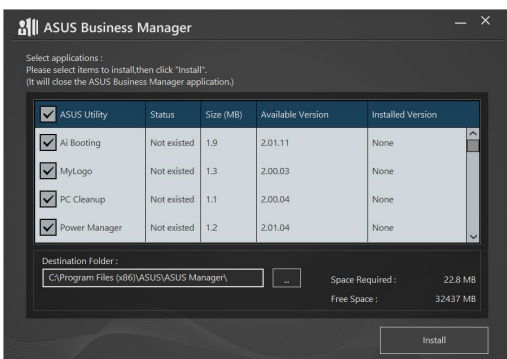 ASUS Business Manager
Select applications :
Please select items to install,then click "Install".
(It will close the ASUS Business Manager application.)
ASUS Utility Status Size (MB) Available Version Installed Version
Ai Booting Not existed 1.9 2.01.11 None
MyLogo Not existed 1.3 2.00.03 None
PC Cleanup Not existed 1.1 2.00.04 None
Power Manager Not existed 1.2 2.01.04 None
Destination Folder :
C:\Program Files (x86)\ASUS\ASUS Manager\ ... Space Required : 22.8 MB
Free Space : 32437 MB
Install